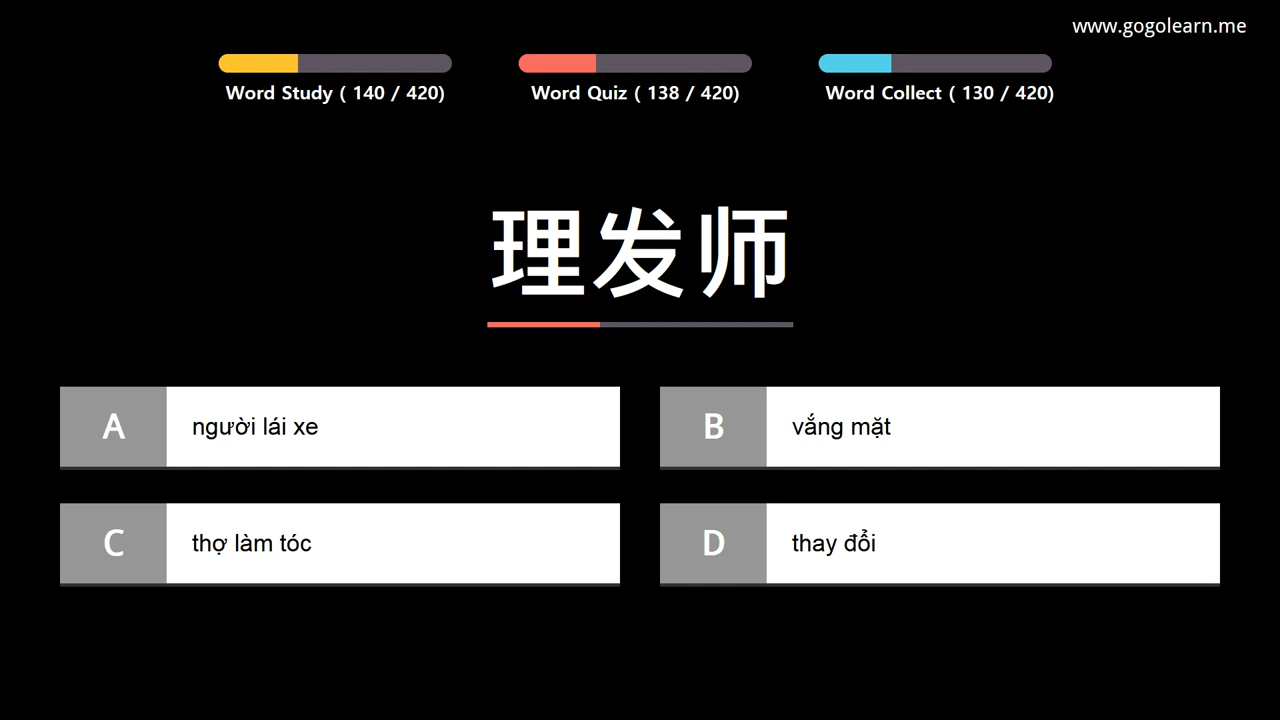 www.gogolearn.me
Word Study ( 140 / 420)
Word Quiz ( 138 / 420)
Word Collect ( 130 / 420)
理发师
A người lái xe
B vắng mặt
C thợ làm tóc
D thay đổi